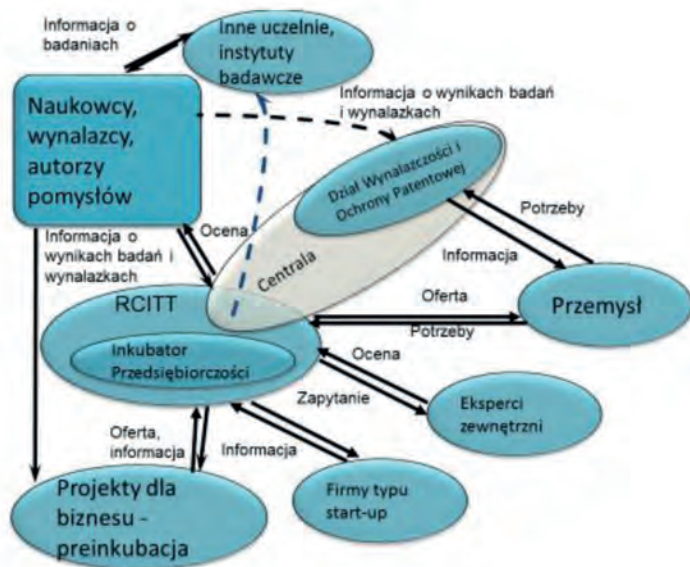 Informacja o
badaniach
Inne uczelnie,
instytuty
badawcze
Naukowcy,
wynalazcy,
autorzy
pomysłów
Informacja o wynikach badań
i wynalazkach
Dział Wynalazczości i
Ochrony Patentowej
Potrzeby
Ocena
Informacja o
wynikach badań i
wynalazkach
Centrala
Informacja
RCITT
Oferta
Przemysł
Potrzeby
Inkubator
Przedsiębiorczości
Ocena
Zapytanie
Eksperci
zewnętrzni
Oferta,
informacja
Informacja
Projekty dla
biznesu -
preinkubacja
Firmy typu
start-up